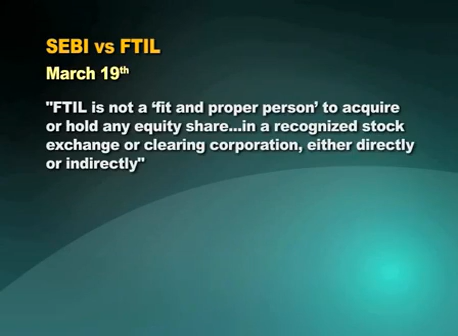 SEBI vs FTIL
March 19th
"FTIL is not a ‘fit and proper person’ to acquire
or hold any equity share...in a recognized stock
exchange or clearing corporation, either directly
or indirectly"